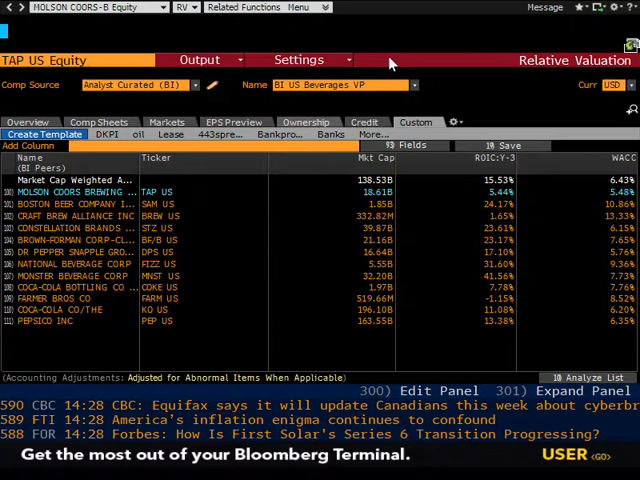 MOLSON COORS-B Equity RV Related Functions Menu Message
TAP US Equity Output Settings Relative Valuation
Comp Source Analyst Curated (BI) Name BI US Beverages VP Curr USD
Overview Comp Sheets Markets EPS Preview Ownership Credit Custom
Create Template DKPI oil Lease 443spre... Bankpro... Banks More...
Add Column 93 Fields 19 Save
Name Ticker Mkt Cap ROIC:Y-3 WACC
(BI Peers)
Market Cap Weighted A... 138.53B 15.53% 6.43%
100) MOLSON COORS BREWING ... TAP US 18.61B 5.44% 5.48%
101) BOSTON BEER COMPANY I... SAM US 1.85B 24.17% 10.86%
102) CRAFT BREW ALLIANCE INC BREW US 332.82M 1.65% 6.40%
103) CONSTELLATION BRANDS ... STZ US 39.87B 23.61% 6.15%
104) BROWN-FORMAN CORP-CL... BF/B US 21.16B 23.17% 7.65%
105) DR PEPPER SNAPPLE GRO... DPS US 16.64B 17.10% 5.76%
106) NATIONAL BEVERAGE CORP FIZZ US 5.55B 31.60% 9.36%
107) MONSTER BEVERAGE CORP MNST US 32.20B 41.56% 7.73%
108) COCA-COLA BOTTLING CO ... COKE US 1.97B 7.78% 7.76%
109) FARMER BROS CO FARM US 519.66M -1.15% 8.52%
110) COCA-COLA CO/THE KO US 196.10B 11.08% 6.20%
111) PEPSICO INC PEP US 163.55B 13.38% 6.35%
(Accounting Adjustments: Adjusted for Abnormal Items When Applicable) 10 Analyze List
300) Edit Panel 301) Expand Panel
590 CBC 14:28 CBC: Equifax says it will update Canadians this week about cyberbr
589 FTI 14:28 America's inflation enigma continues to confound
588 FOR 14:28 Forbes: How Is First Solar's Series 6 Transition Progressing?
Get the most out of your Bloomberg Terminal. USER <GO>